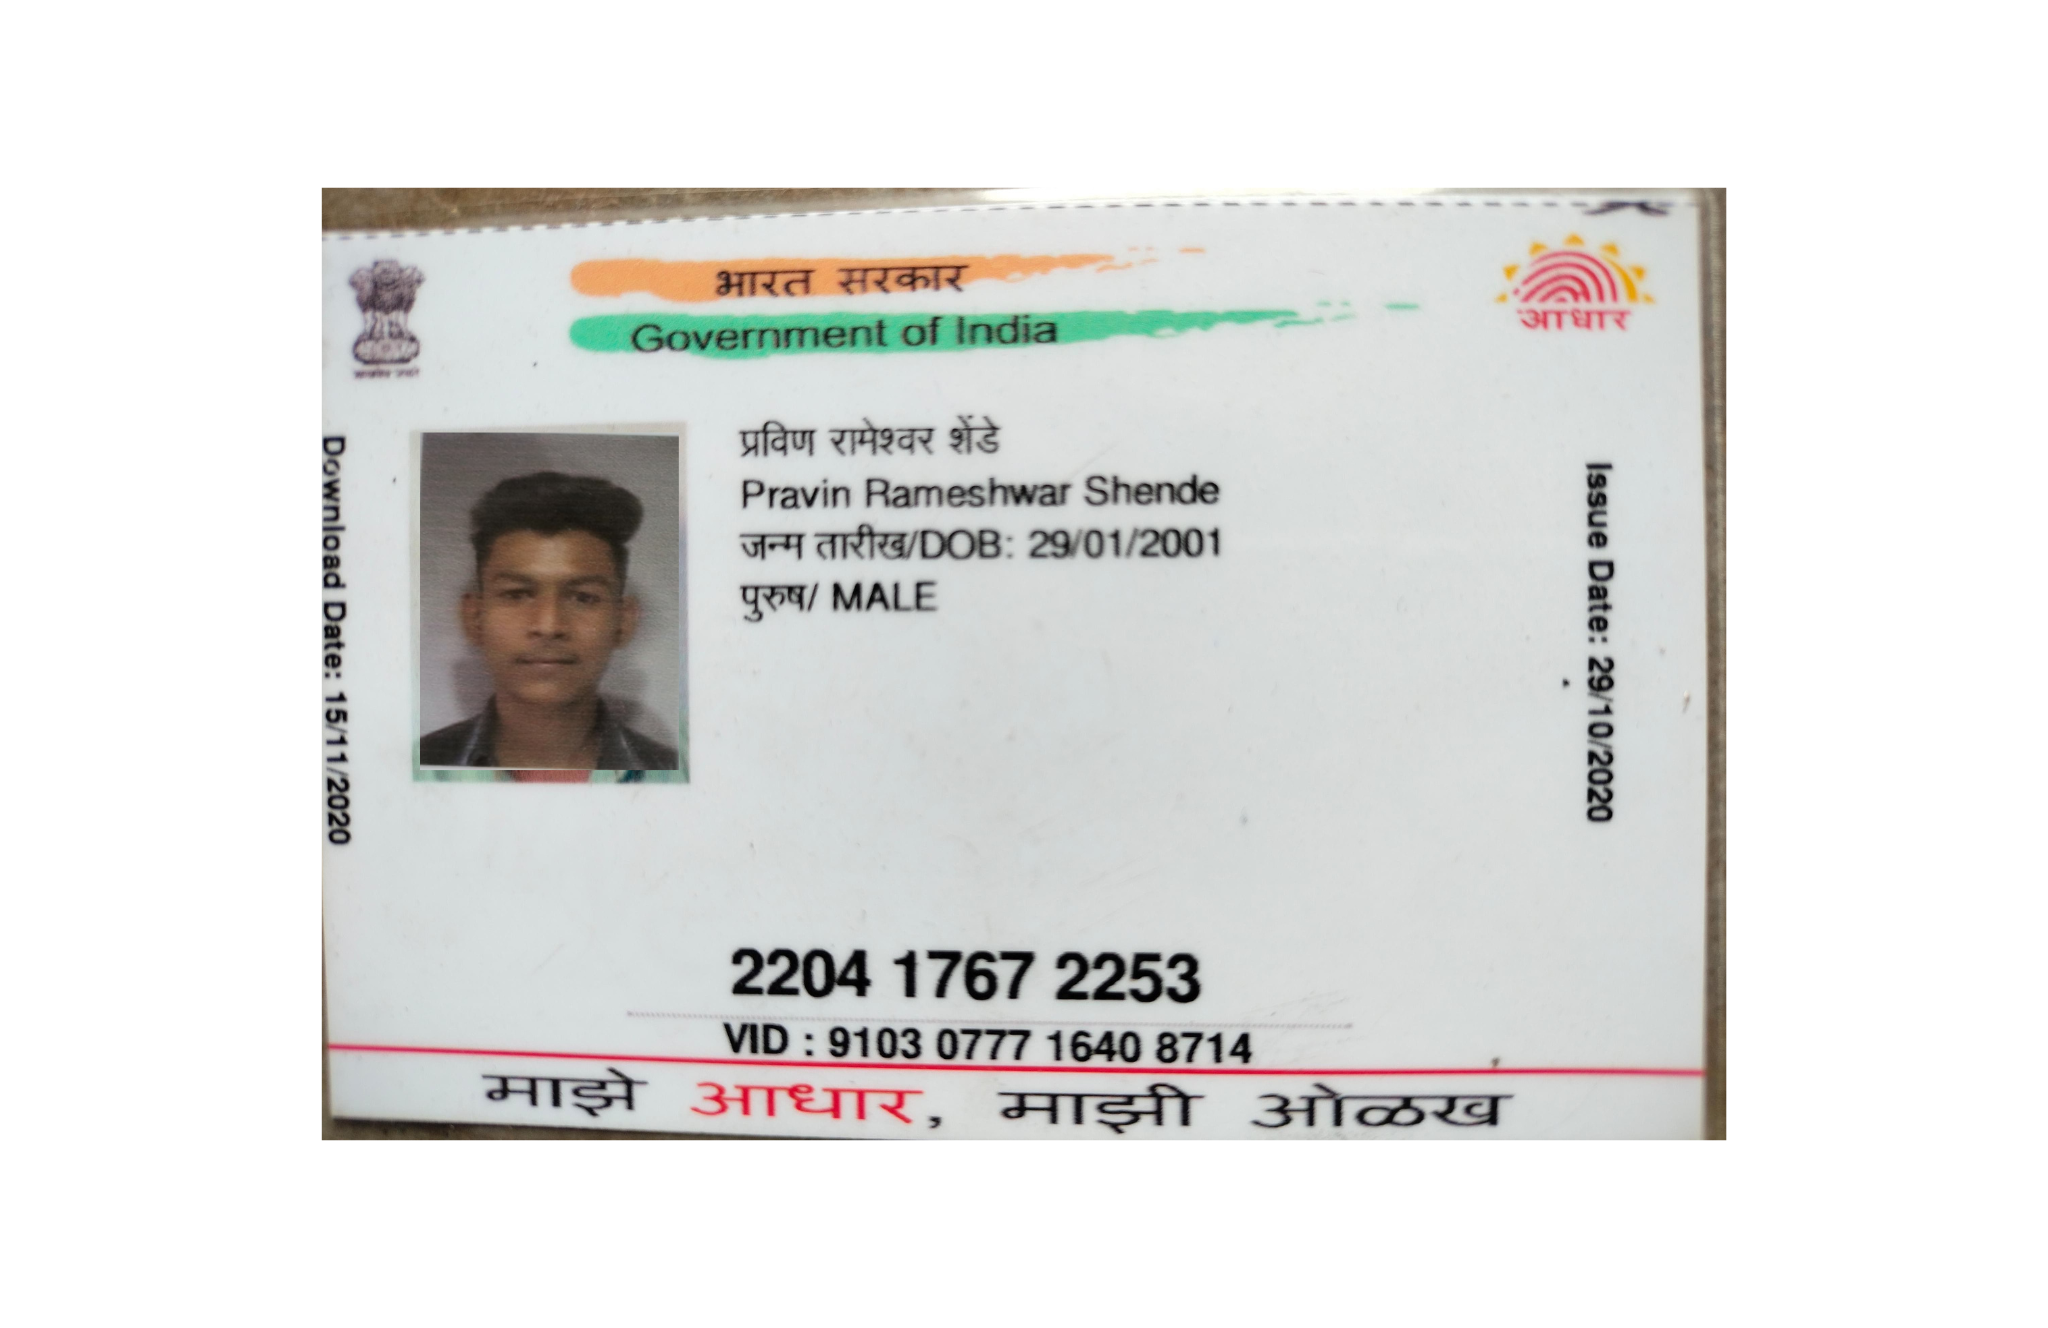 भारत सरकार
Government of India
आधार
प्रविण रामेश्वर शेंडे
Pravin Rameshwar Shende
जन्म तारीख/DOB: 29/01/2001
पुरुष/ MALE
Download Date: 15/11/2020
Issue Date: 29/10/2020
2204 1767 2253
VID : 9103 0777 1640 8714
माझे आधार, माझी ओळख